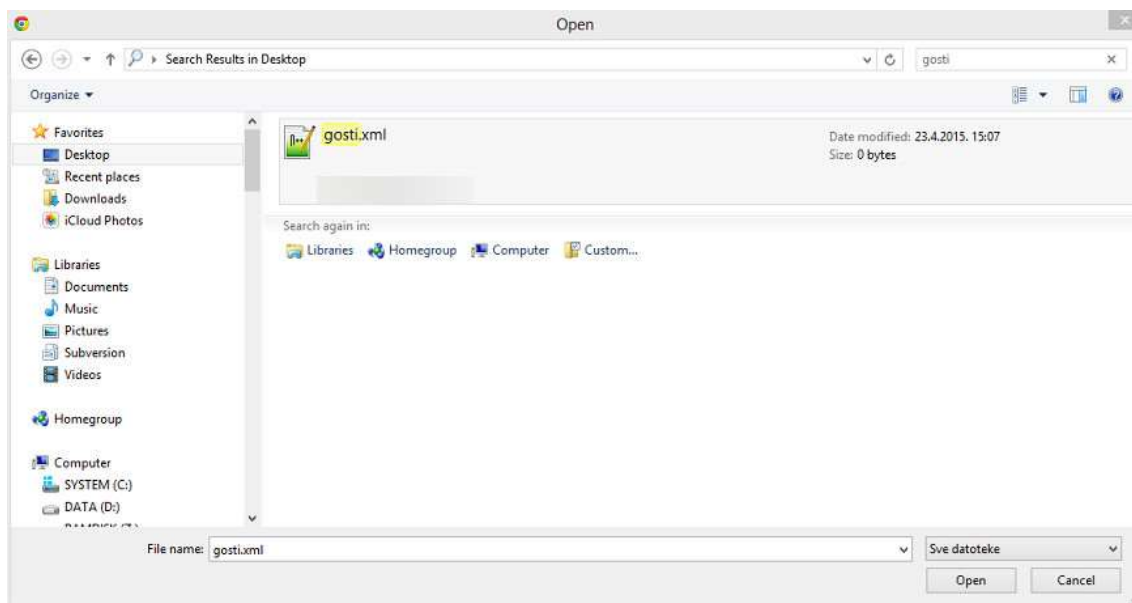 Open
Search Results in Desktop
gosti
Organize
Favorites
Desktop
Recent places
Downloads
iCloud Photos
Libraries
Documents
Music
Pictures
Subversion
Videos
Homegroup
Computer
SYSTEM (C:)
DATA (D:)
gosti.xml
Date modified: 23.4.2015. 15:07
Size: 0 bytes
Search again in:
Libraries Homegroup Computer Custom...
File name: gosti.xml
Sve datoteke
Open Cancel